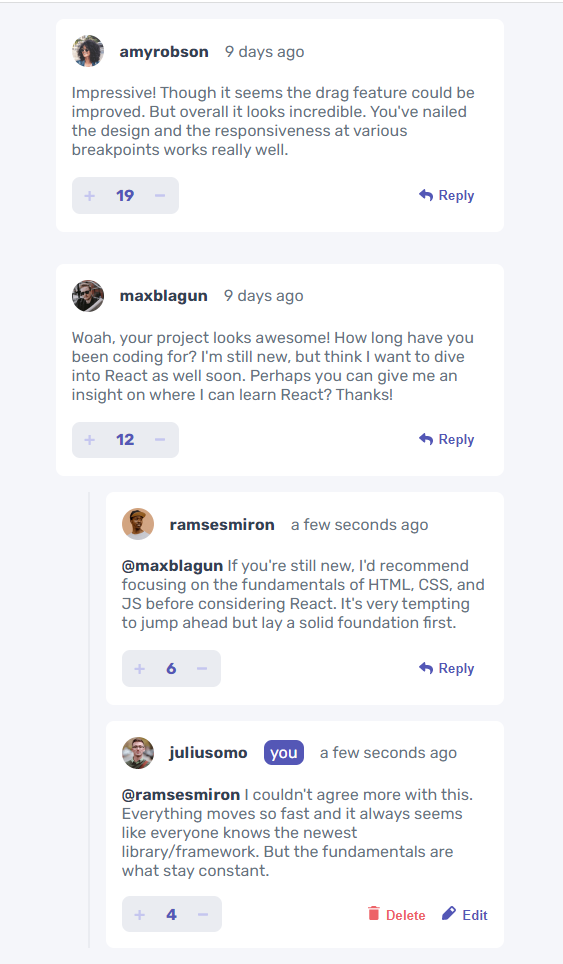 amyrobson 9 days ago
Impressive! Though it seems the drag feature could be
improved. But overall it looks incredible. You've nailed
the design and the responsiveness at various
breakpoints works really well.
+ 19 −
Reply
maxblagun 9 days ago
Woah, your project looks awesome! How long have you
been coding for? I'm still new, but think I want to dive
into React as well soon. Perhaps you can give me an
insight on where I can learn React? Thanks!
+ 12 −
Reply
ramsesmiron a few seconds ago
@maxblagun If you're still new, I'd recommend
focusing on the fundamentals of HTML, CSS, and
JS before considering React. It's very tempting
to jump ahead but lay a solid foundation first.
+ 6 −
Reply
juliusomo you a few seconds ago
@ramsesmiron I couldn't agree more with this.
Everything moves so fast and it always seems
like everyone knows the newest
library/framework. But the fundamentals are
what stay constant.
+ 4 −
Delete Edit